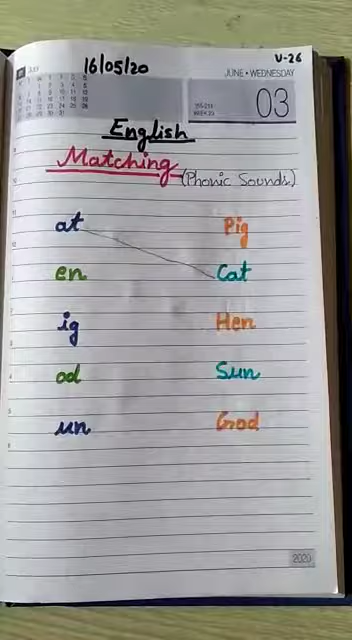 V-26
JULY
16/05/20
JUNE • WEDNESDAY
03
English
Matching (Phonic Sounds)
at Pig
en Cat
ig Hen
od Sun
un God
2020